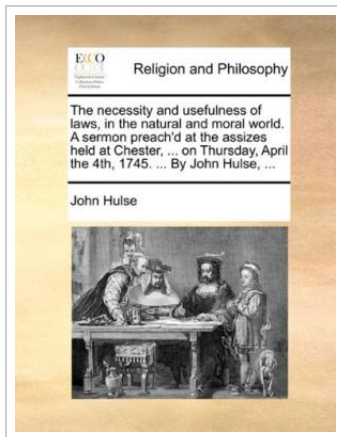 ECCO
Religion and Philosophy
The necessity and usefulness of
laws, in the natural and moral world.
A sermon preach'd at the assizes
held at Chester, ... on Thursday, April
the 4th, 1745. ... By John Hulse, ...
John Hulse